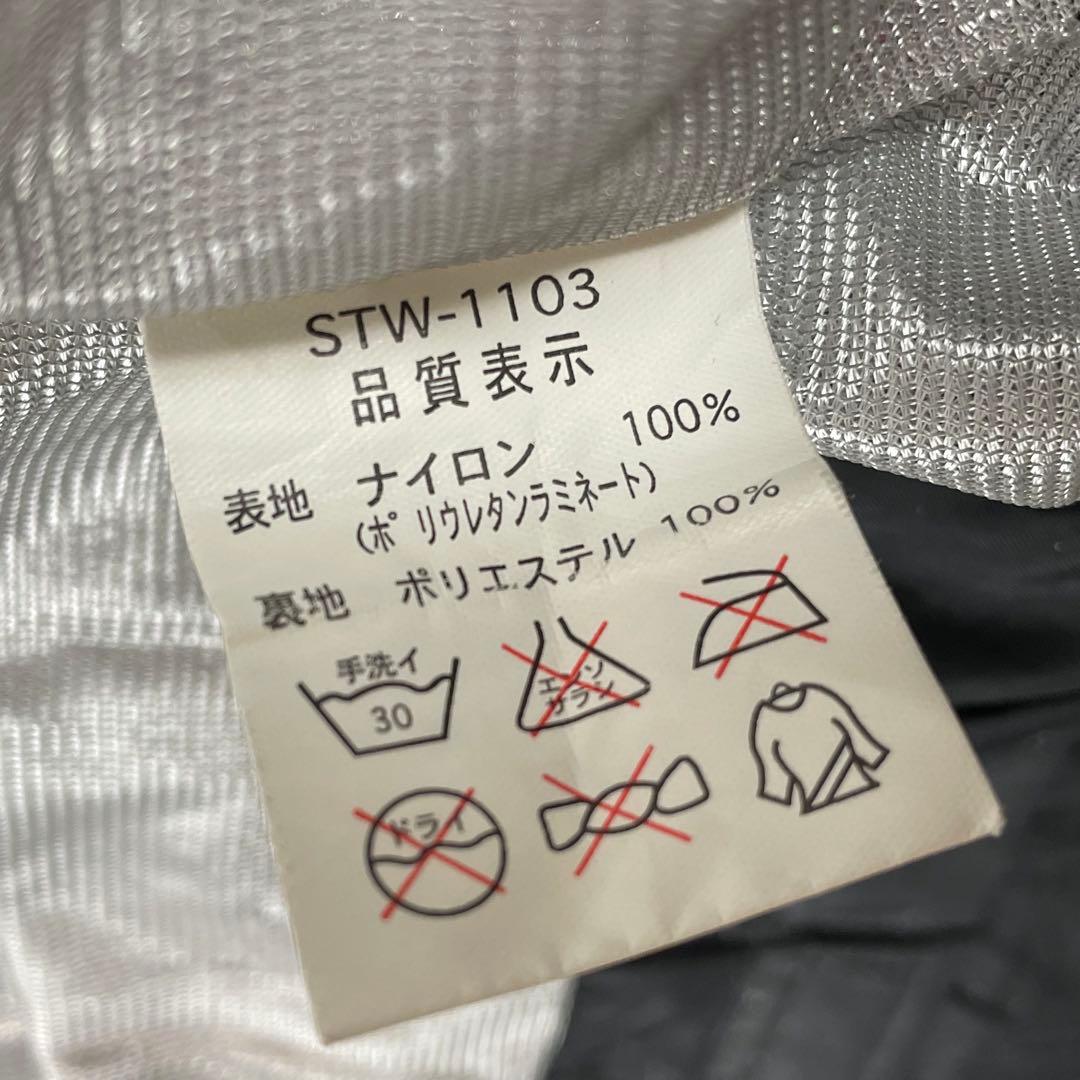 STW-1103
品質表示
表地 ナイロン 100%
(ポリウレタンラミネート)
裏地 ポリエステル 100%
手洗イ
30
エンソ
サラシ
ドライ